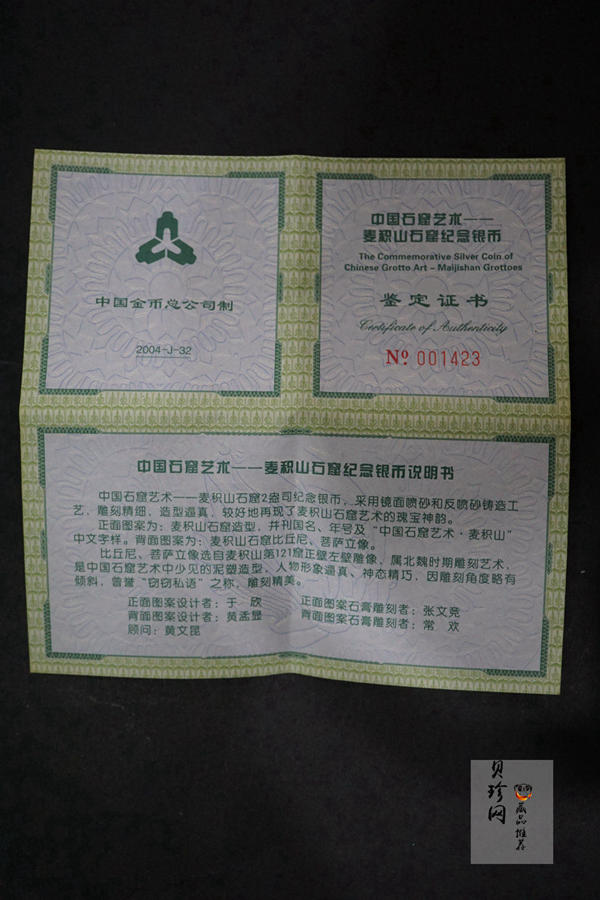 中国金币总公司制
2004-J-32
中国石窟艺术——
麦积山石窟纪念银币
The Commemorative Silver Coin of
Chinese Grotto Art - Maijishan Grottoes
鉴定证书
Certificate of Authenticity
No 001423
中国石窟艺术——麦积山石窟纪念银币说明书
中国石窟艺术——麦积山石窟2盎司纪念银币，采用镜面喷砂和反喷砂铸造工
艺，雕刻精细，造型逼真，较好地再现了麦积山石窟艺术的瑰宝神韵。
正面图案为：麦积山石窟造型，并刊国名、年号及“中国石窟艺术·麦积山”
中文字样。背面图案为：麦积山石窟比丘尼、菩萨立像。
比丘尼、菩萨立像选自麦积山第121窟正壁左壁雕像，属北魏时期雕刻艺术，
是中国石窟艺术中少见的泥塑造型，人物形象逼真、神态精巧，因雕刻角度略有
倾斜，曾誉“窃窃私语”之称，雕刻精美。
正面图案设计者：于 欣 正面图案石膏雕刻者：张文尧
背面图案设计者：黄孟显 背面图案石膏雕刻者：常 欢
顾问：黄文昆
贝珍网
藏品推荐